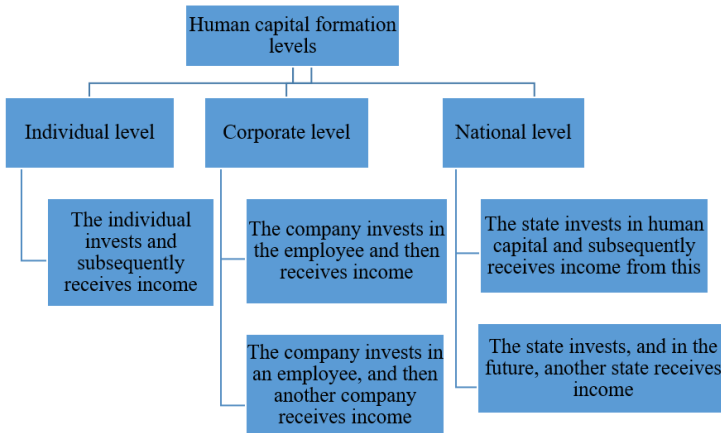 Human capital formation
levels
Individual level
Corporate level
National level
The individual
invests and
subsequently
receives income
The company invests
in the employee and then
receives income
The state invests in human
capital and subsequently
receives income from this
The company invests in
an employee, and then
another company
receives income
The state invests, and in the
future, another state receives
income